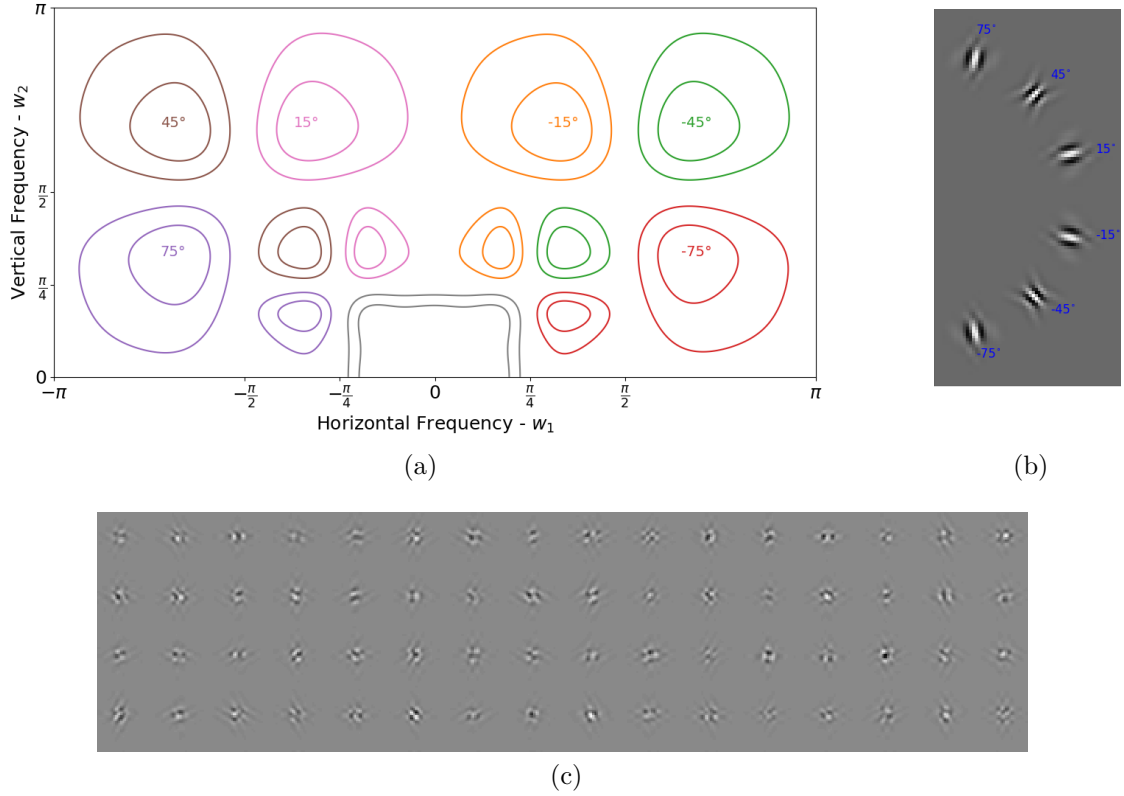 π
45°
15°
-15°
-45°
π/2
75°
-75°
π/4
0
Vertical Frequency - w₂
−π
−π/2
−π/4
0
π/4
π/2
π
Horizontal Frequency - w₁
(a)
75°
45°
15°
-15°
-45°
-75°
(b)
(c)